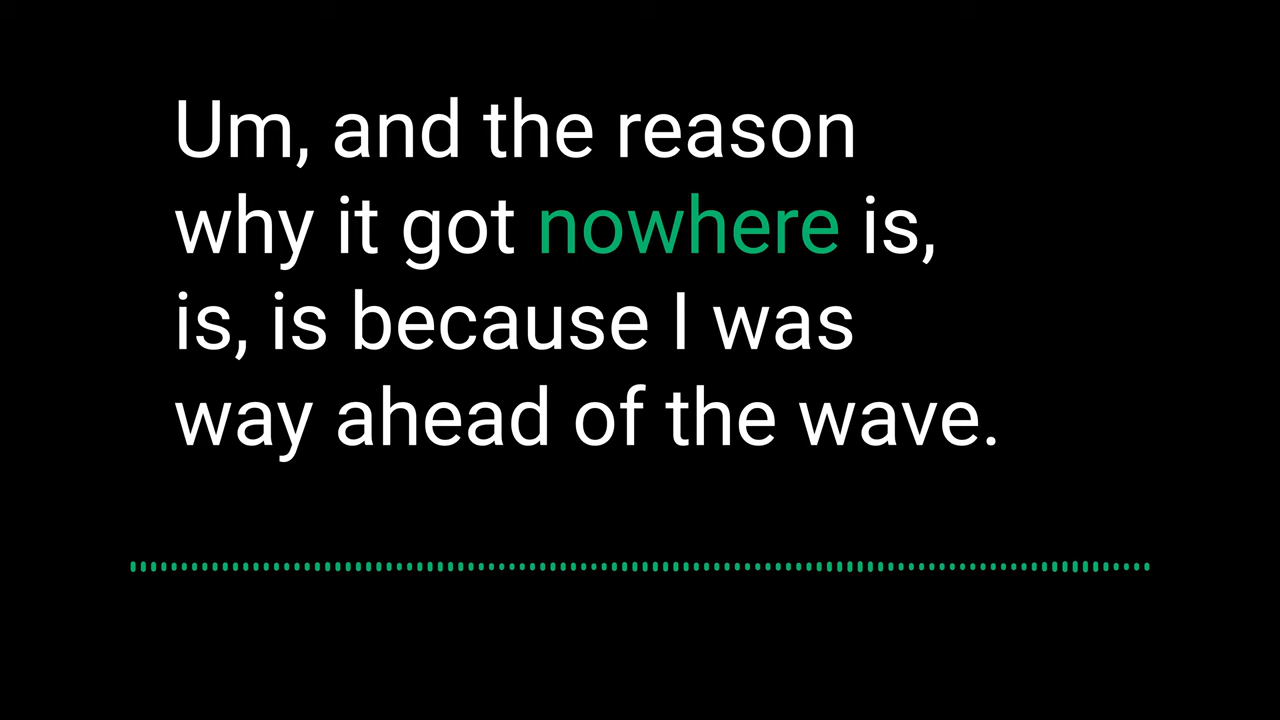 Um, and the reason
why it got nowhere is,
is, is because I was
way ahead of the wave.